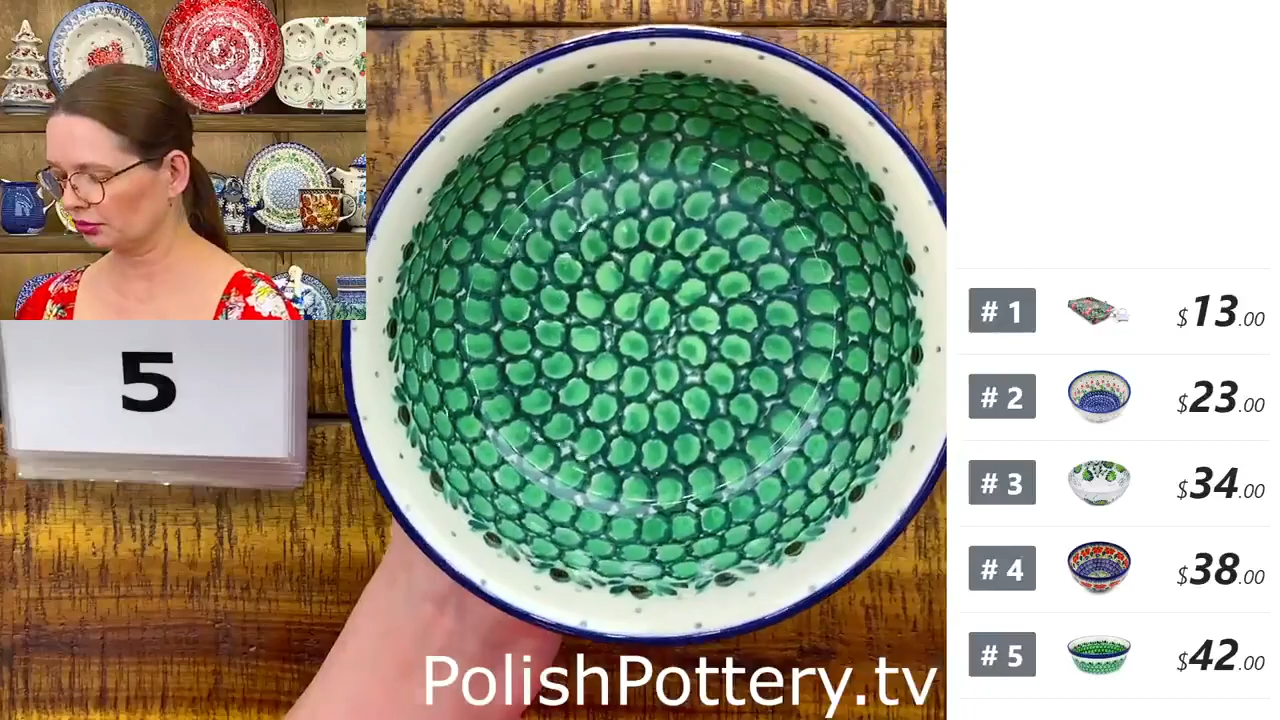 5
PolishPottery.tv
# 1 $13.00
# 2 $23.00
# 3 $34.00
# 4 $38.00
# 5 $42.00